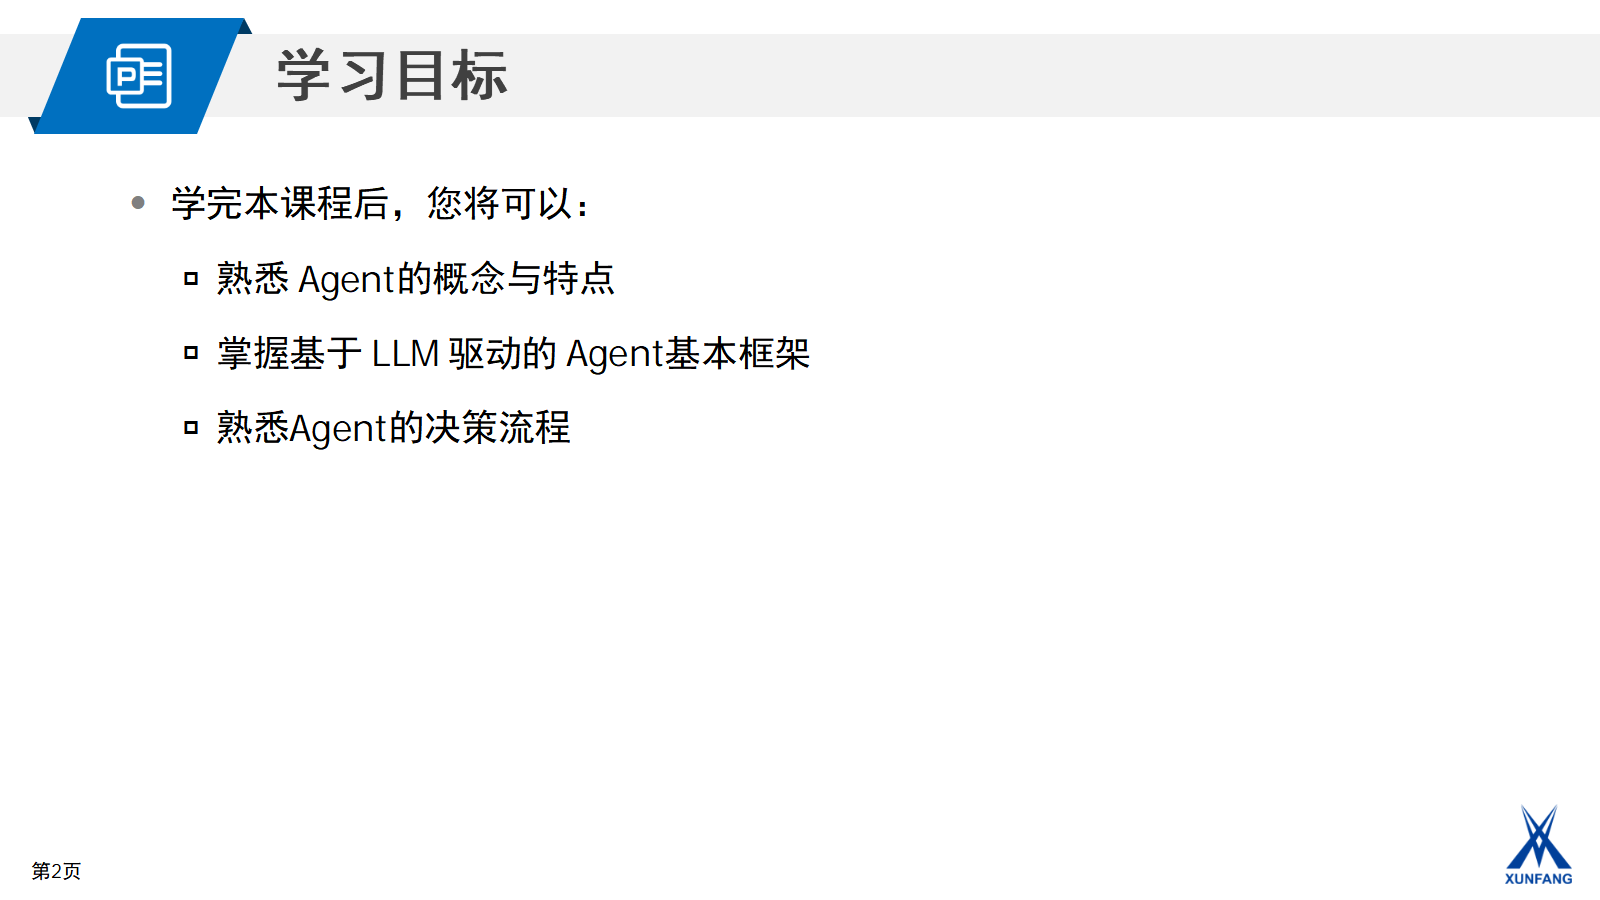 学习目标
学完本课程后，您将可以：
熟悉 Agent的概念与特点
掌握基于 LLM 驱动的 Agent基本框架
熟悉Agent的决策流程
第2页
XUNFANG